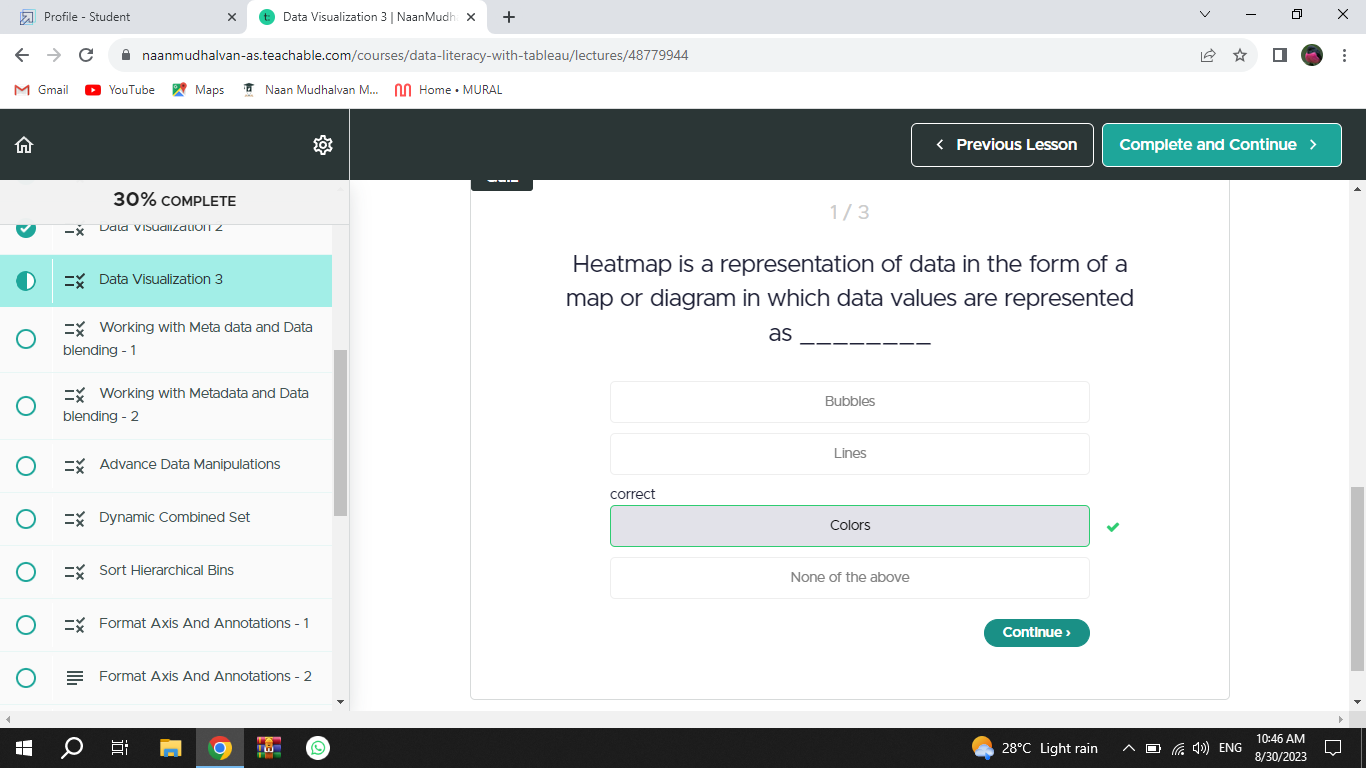 Profile - Student
Data Visualization 3 | NaanMudh
naanmudhalvan-as.teachable.com/courses/data-literacy-with-tableau/lectures/48779944
Gmail
YouTube
Maps
Naan Mudhalvan M...
Home • MURAL
Previous Lesson
Complete and Continue
30% COMPLETE
Data Visualization 2
Data Visualization 3
Working with Meta data and Data
blending - 1
Working with Metadata and Data
blending - 2
Advance Data Manipulations
Dynamic Combined Set
Sort Hierarchical Bins
Format Axis And Annotations - 1
Format Axis And Annotations - 2
1 / 3
Heatmap is a representation of data in the form of a
map or diagram in which data values are represented
as ________
Bubbles
Lines
correct
Colors
None of the above
Continue ›
28°C Light rain
ENG
10:46 AM
8/30/2023